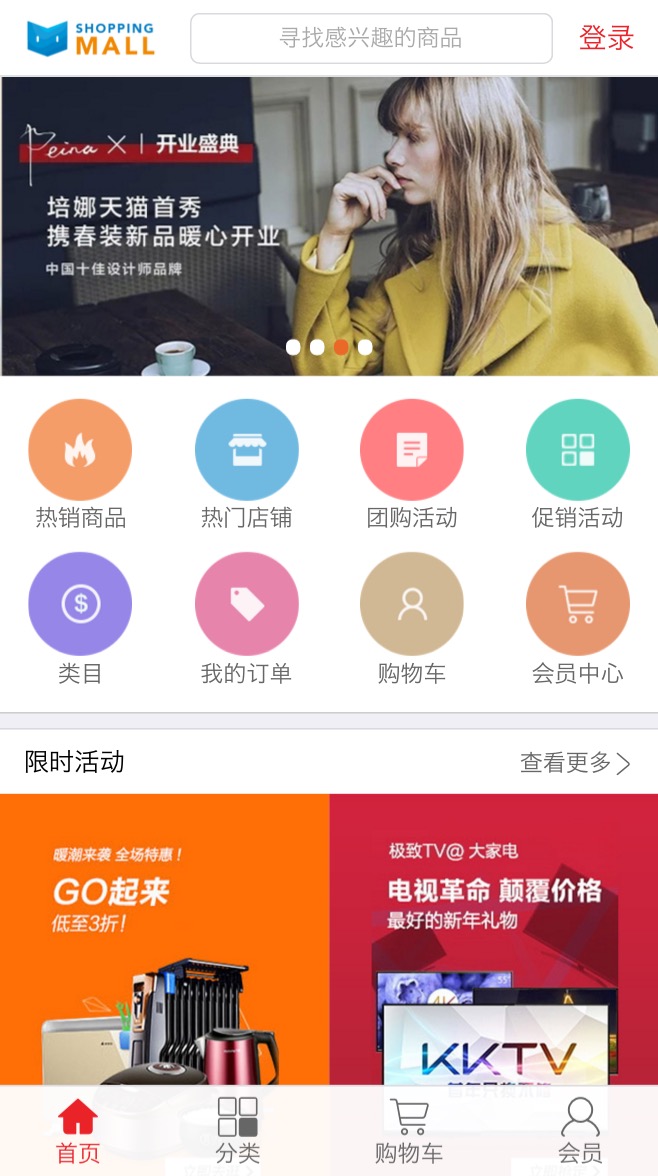 SHOPPING
MALL
寻找感兴趣的商品
登录
Peina × | 开业盛典
培娜天猫首秀
携春装新品暖心开业
中国十佳设计师品牌
热销商品
热门店铺
团购活动
促销活动
类目
我的订单
购物车
会员中心
限时活动
查看更多
暖潮来袭 全场特惠！
GO起来
低至3折！
极致TV@ 大家电
电视革命 颠覆价格
最好的新年礼物
55"
4K
KKTV
首页
分类
购物车
会员